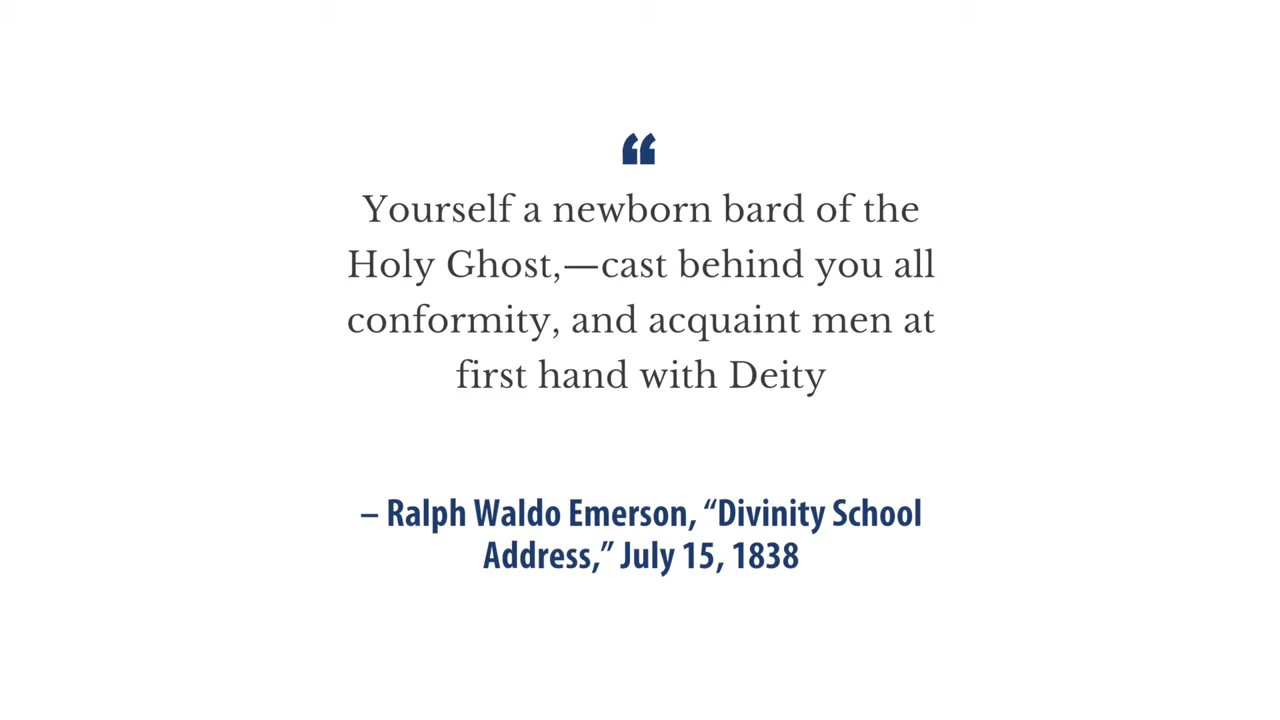 “
Yourself a newborn bard of the
Holy Ghost,—cast behind you all
conformity, and acquaint men at
first hand with Deity
– Ralph Waldo Emerson, “Divinity School
Address,” July 15, 1838